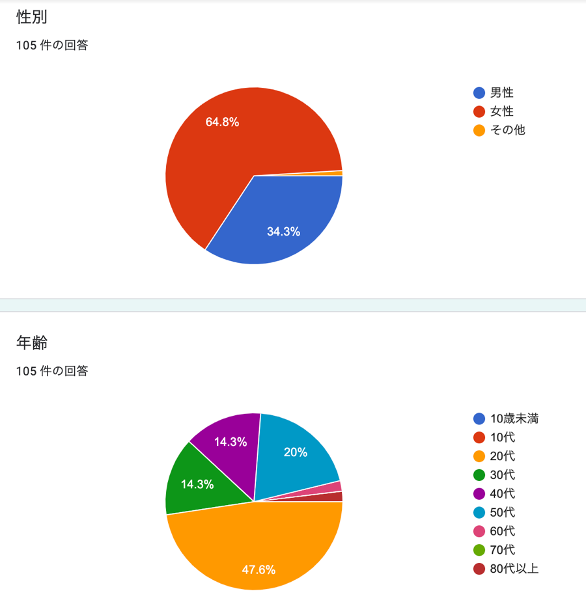 性別
105 件の回答
64.8%
34.3%
男性
女性
その他
年齢
105 件の回答
14.3%
20%
14.3%
47.6%
10歳未満
10代
20代
30代
40代
50代
60代
70代
80代以上